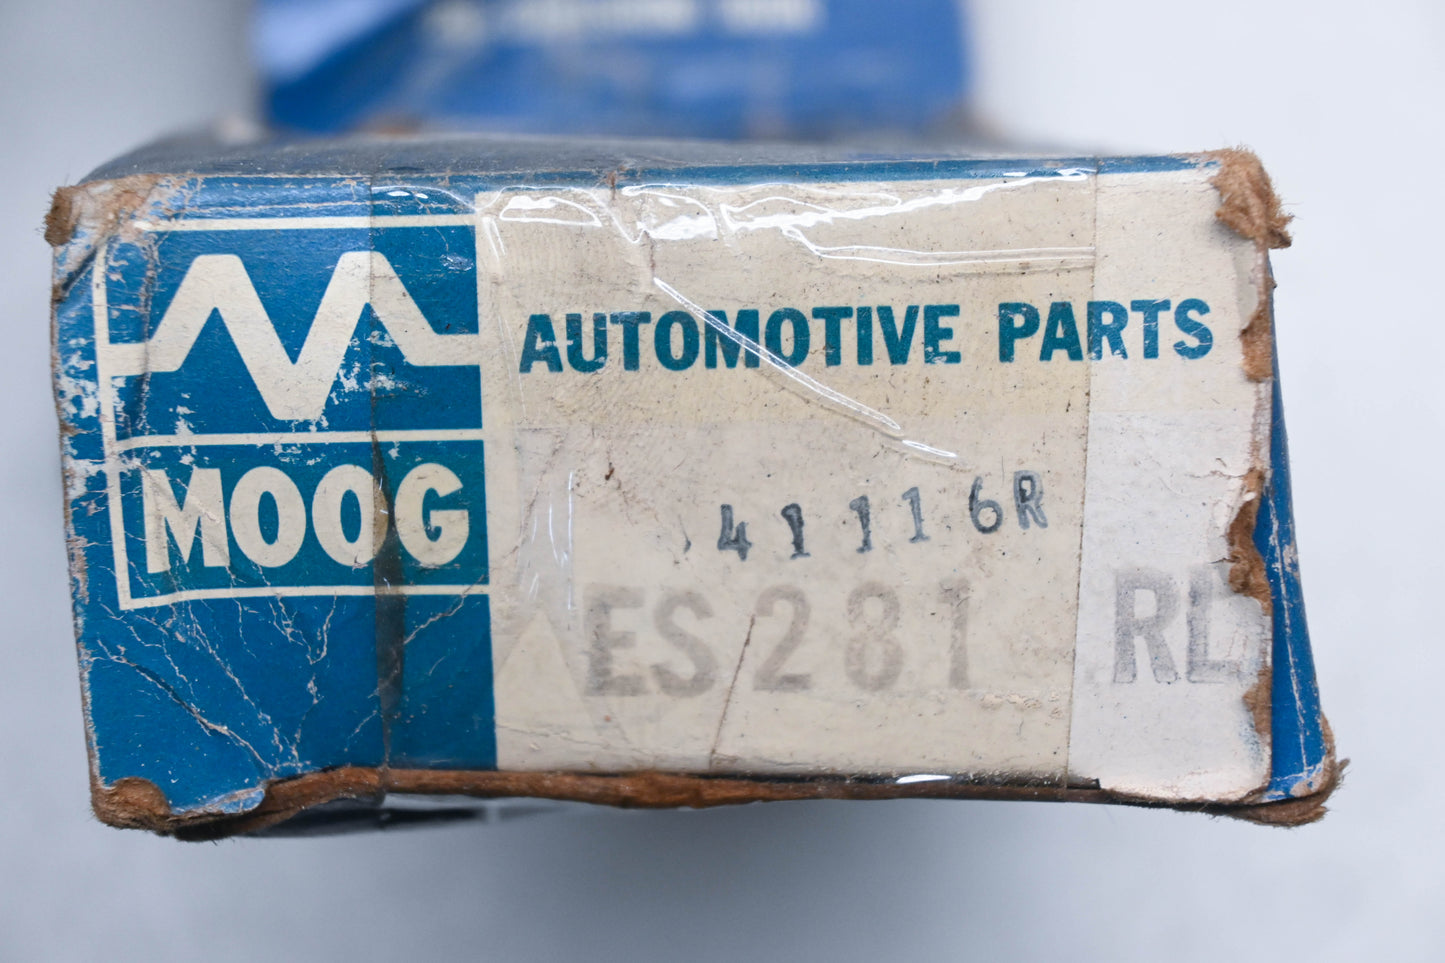 MOOG
AUTOMOTIVE PARTS
41116R
ES281 RL